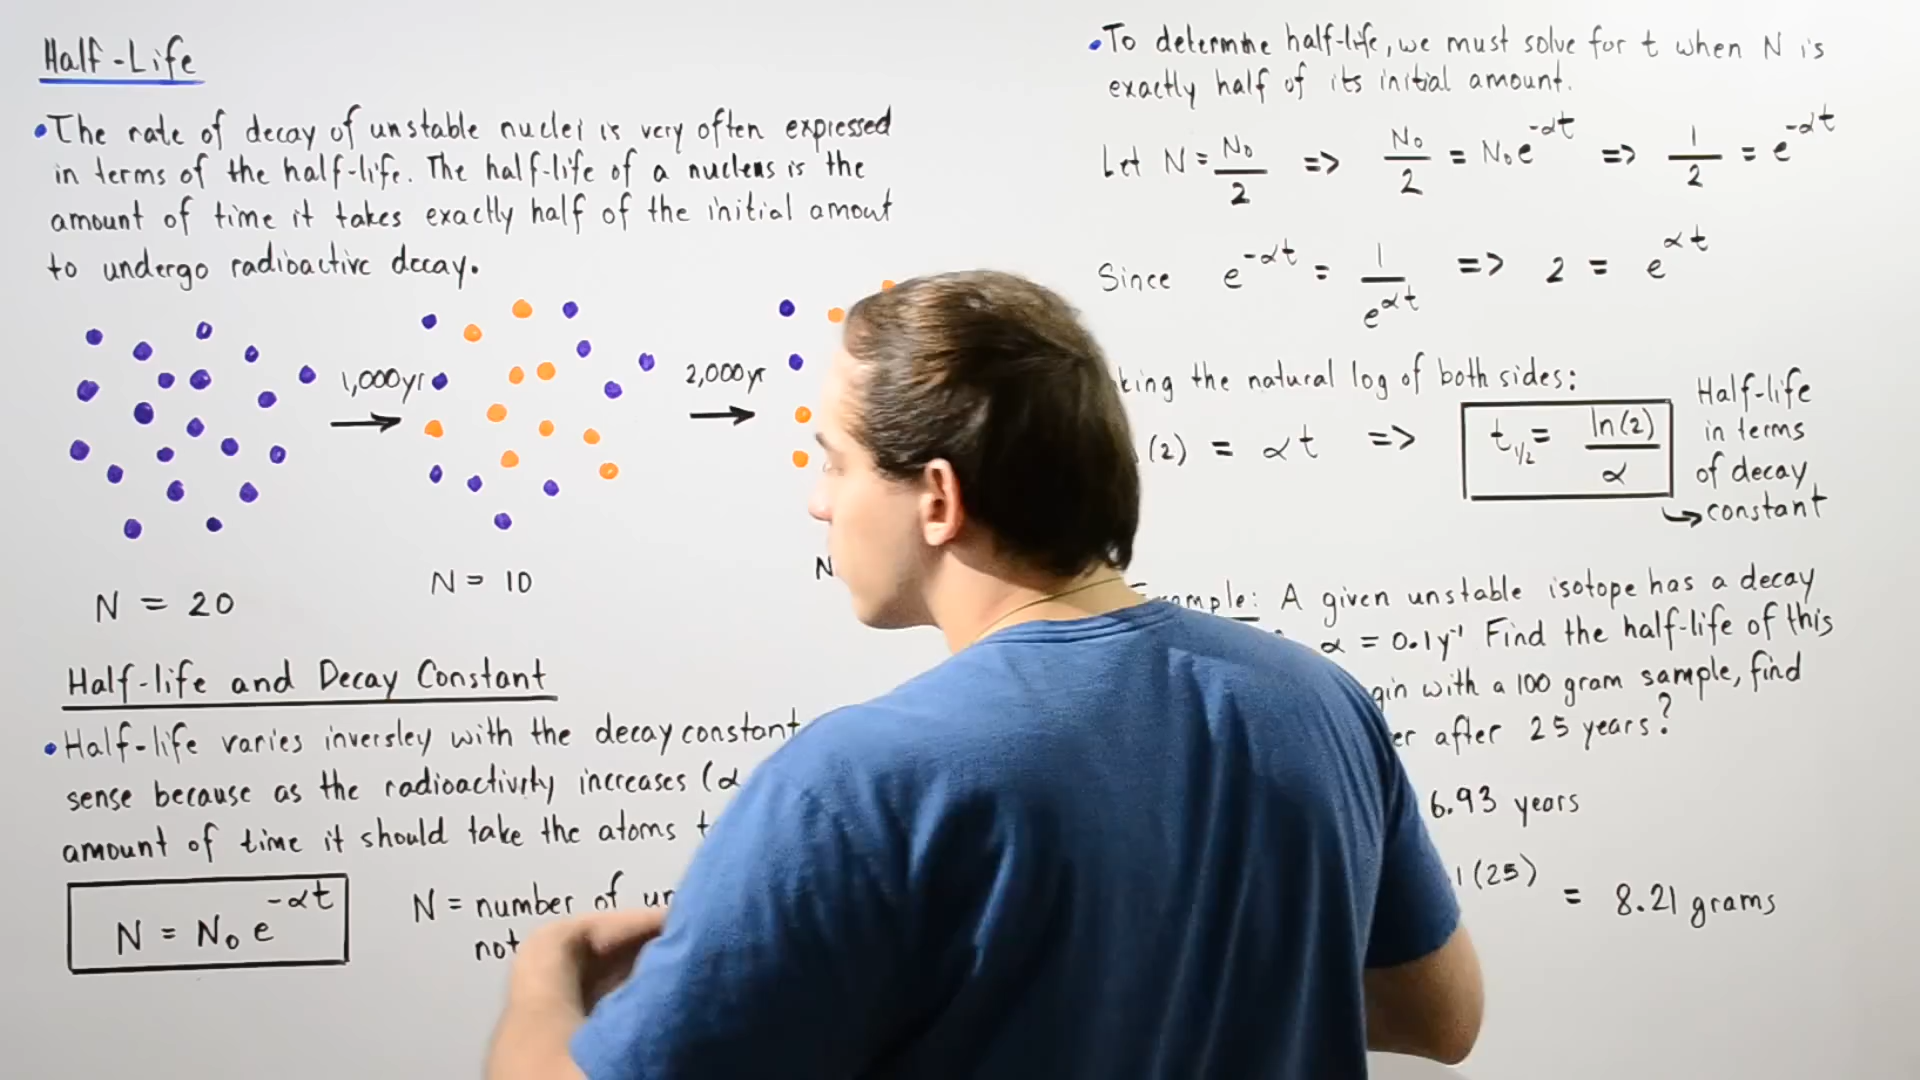 Half-Life
•The rate of decay of unstable nuclei is very often expressed
in terms of the half-life. The half-life of a nucleus is the
amount of time it takes exactly half of the initial amout
to undergo radioactive decay.
1,000yr
2,000yr
N = 20
N = 10
N
Half-life and Decay Constant
•Half-life varies inversley with the decay constant
sense because as the radioactivity increases (α
amount of time it should take the atoms
N = N₀ e^-αt
N = number of
not
•To determine half-life, we must solve for t when N is
exactly half of its initial amount.
Let N = N₀/2 => N₀/2 = N₀e^-αt => 1/2 = e^-αt
Since e^-αt = 1/e^αt => 2 = e^αt
the natural log of both sides:
(2) = αt => t₁/₂ = ln(2)/α
Half-life
in terms
of decay
↳constant
: A given unstable isotope has a decay
α = 0.1y⁻¹ Find the half-life of this
with a 100 gram sample, find
after 25 years?
6.93 years
1(25) = 8.21 grams